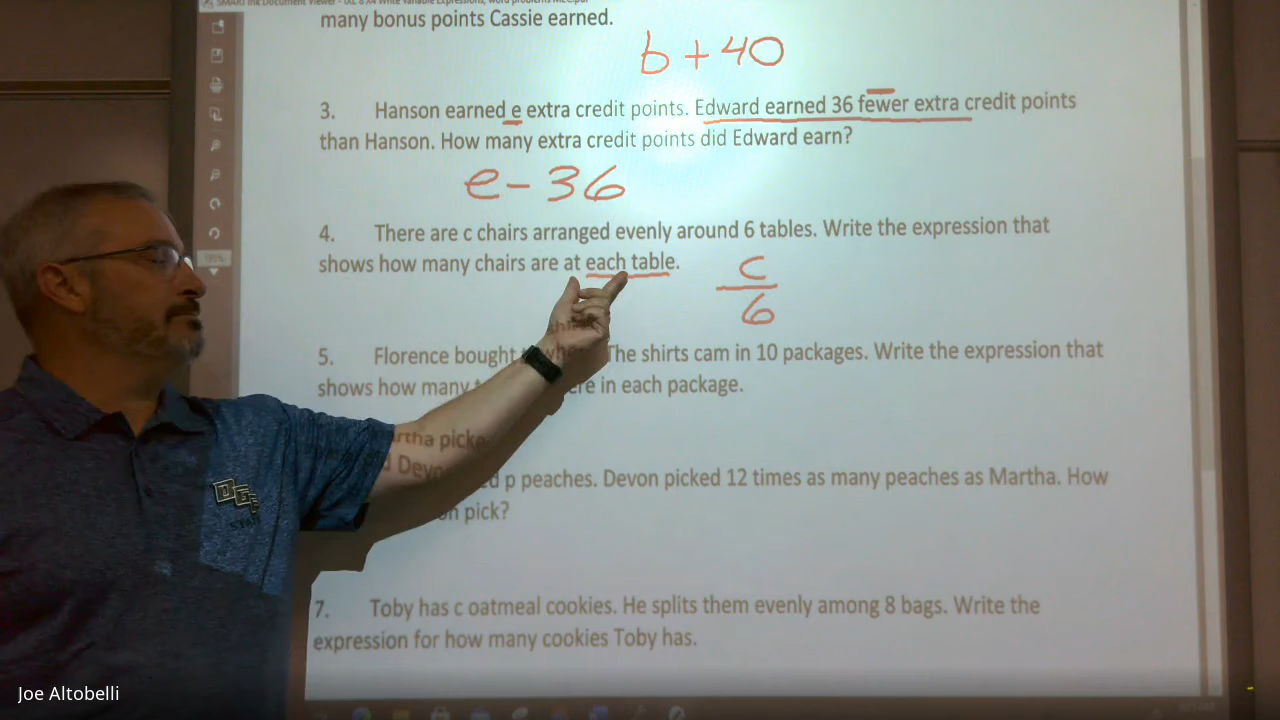 many bonus points Cassie earned.
b + 40
3. Hanson earned e extra credit points. Edward earned 36 fewer extra credit points
than Hanson. How many extra credit points did Edward earn?
e - 36
4. There are c chairs arranged evenly around 6 tables. Write the expression that
shows how many chairs are at each table.
c
6
5. Florence bought The shirts cam in 10 packages. Write the expression that
shows how many in each package.
p peaches. Devon picked 12 times as many peaches as Martha. How
pick?
7. Toby has c oatmeal cookies. He splits them evenly among 8 bags. Write the
expression for how many cookies Toby has.
Joe Altobelli